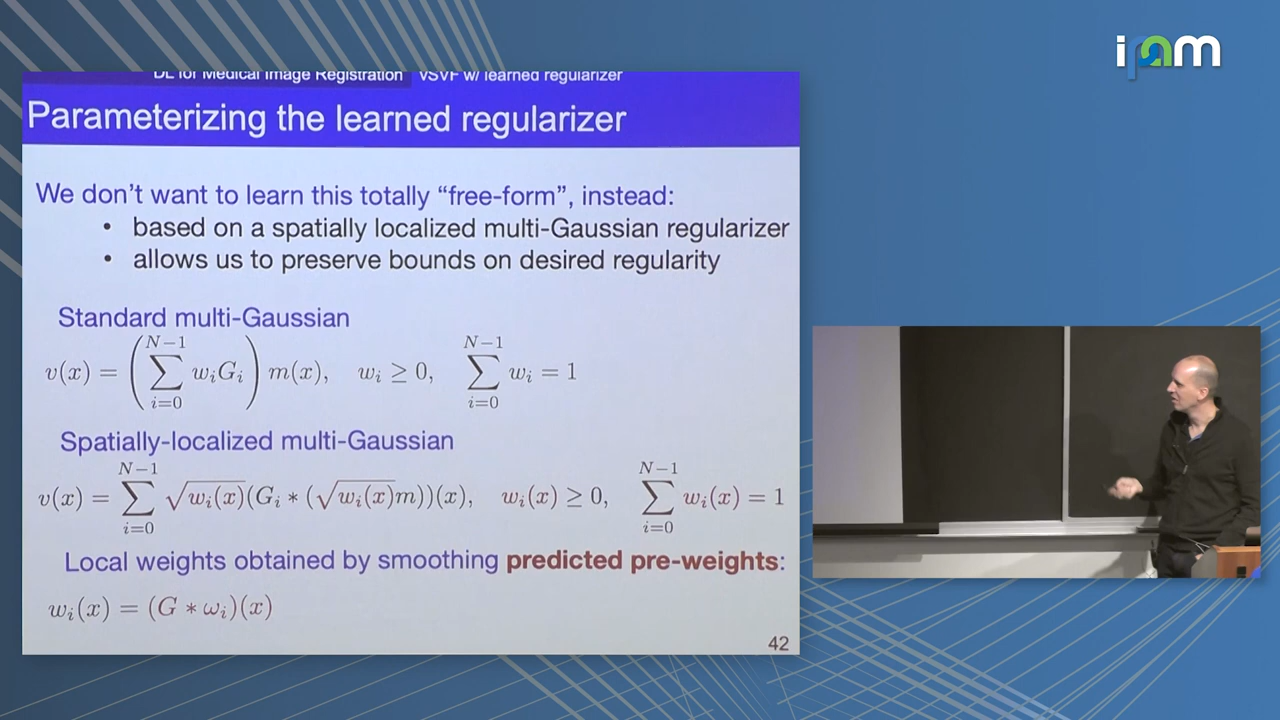 ipam
DL for Medical Image Registration VSVF w/ learned regularizer
Parameterizing the learned regularizer
We don't want to learn this totally “free-form”, instead:
• based on a spatially localized multi-Gaussian regularizer
• allows us to preserve bounds on desired regularity
Standard multi-Gaussian
v(x) = (∑_{i=0}^{N−1} w_i G_i) m(x), w_i ≥ 0, ∑_{i=0}^{N−1} w_i = 1
Spatially-localized multi-Gaussian
v(x) = ∑_{i=0}^{N−1} √w_i(x) (G_i ∗ (√w_i(x) m))(x), w_i(x) ≥ 0, ∑_{i=0}^{N−1} w_i(x) = 1
Local weights obtained by smoothing predicted pre-weights:
w_i(x) = (G ∗ ω_i)(x)
42